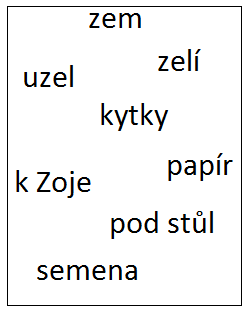 zem
zelí
uzel
kytky
papír
k Zoje
pod stůl
semena